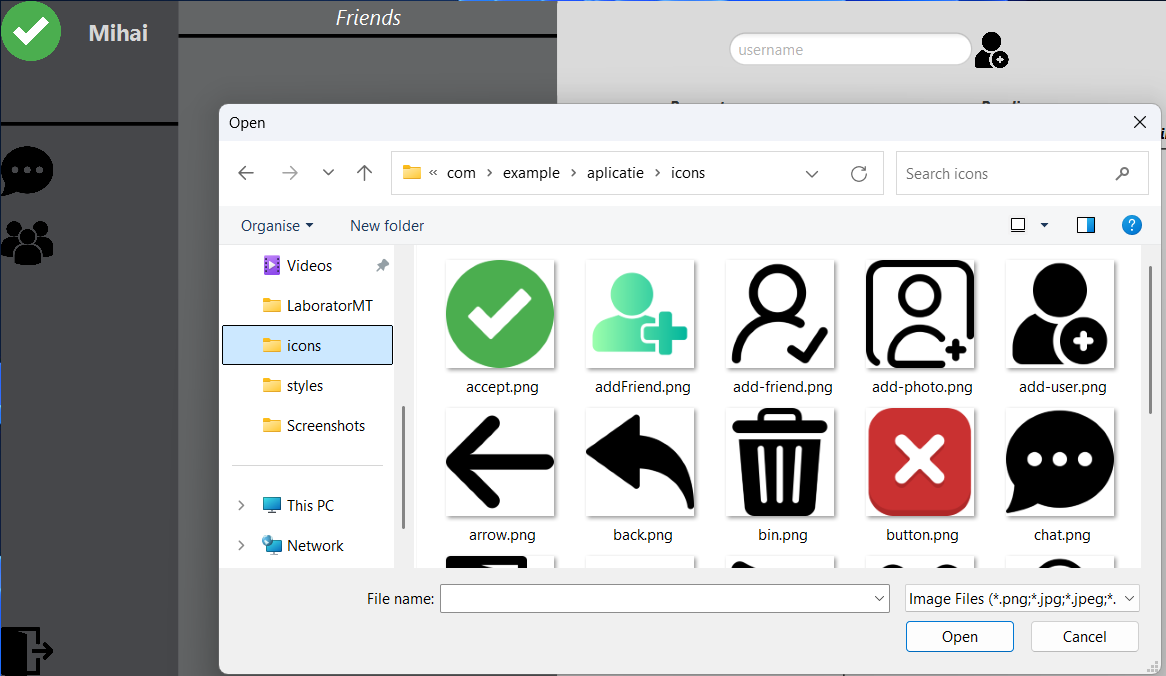 Mihai
Friends
username
Open
« com > example > aplicatie > icons
Search icons
Organise
New folder
Videos
LaboratorMT
icons
styles
Screenshots
This PC
Network
accept.png
addFriend.png
add-friend.png
add-photo.png
add-user.png
arrow.png
back.png
bin.png
button.png
chat.png
File name:
Image Files (*.png;*.jpg;*.jpeg;*.
Open
Cancel